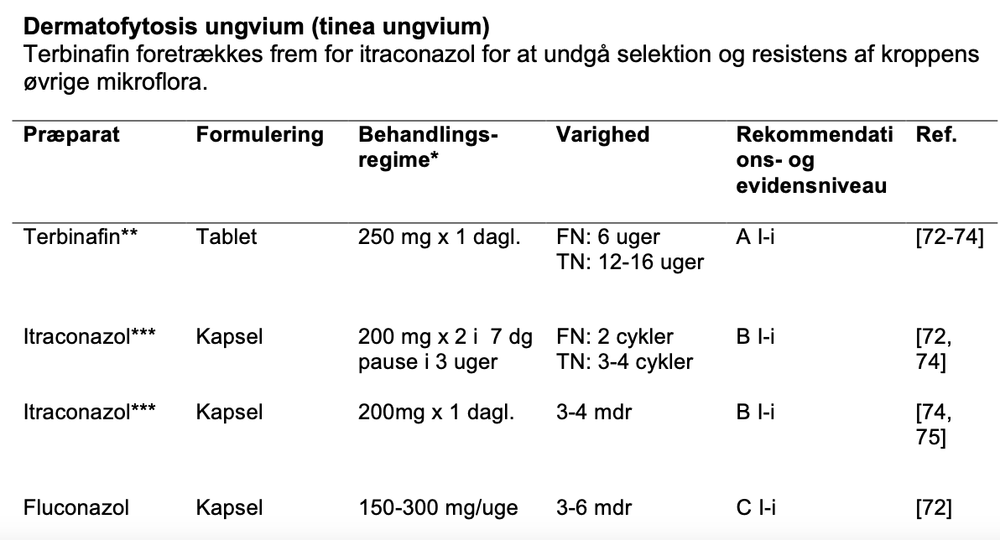 Dermatofytosis ungvium (tinea ungvium)
Terbinafin foretrækkes frem for itraconazol for at undgå selektion og resistens af kroppens
øvrige mikroflora.
Præparat Formulering Behandlings- Varighed Rekommendati Ref.
regime* ons- og
evidensniveau
Terbinafin** Tablet 250 mg x 1 dagl. FN: 6 uger A I-i [72-74]
TN: 12-16 uger
Itraconazol*** Kapsel 200 mg x 2 i 7 dg FN: 2 cykler B I-i [72,
pause i 3 uger TN: 3-4 cykler 74]
Itraconazol*** Kapsel 200mg x 1 dagl. 3-4 mdr B I-i [74,
75]
Fluconazol Kapsel 150-300 mg/uge 3-6 mdr C I-i [72]